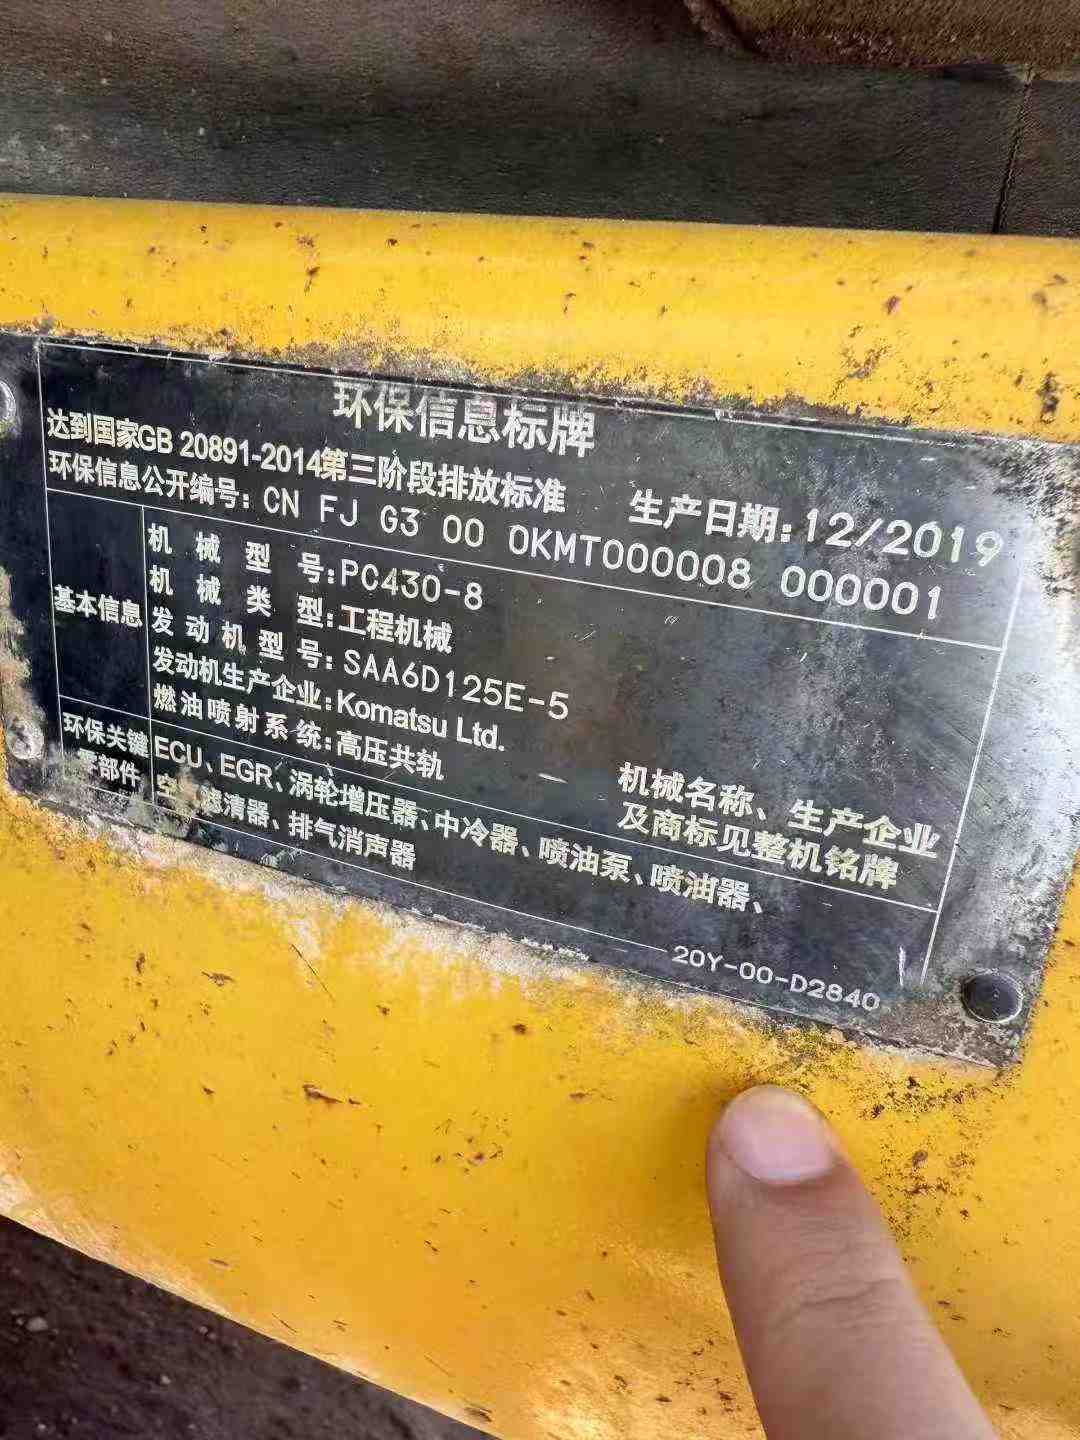 环保信息标牌
达到国家GB 20891-2014第三阶段排放标准 生产日期:12/2019
环保信息公开编号: CN FJ G3 00 0KMT000008 000001
基本信息
机械型号:PC430-8
机械类型:工程机械
发动机型号:SAA6D125E-5
发动机生产企业:Komatsu Ltd.
燃油喷射系统:高压共轨
机械名称、生产企业
及商标见整机铭牌
环保关键
零部件
ECU、EGR、涡轮增压器、中冷器、喷油泵、喷油器、
空气滤清器、排气消声器
20Y-00-D2840